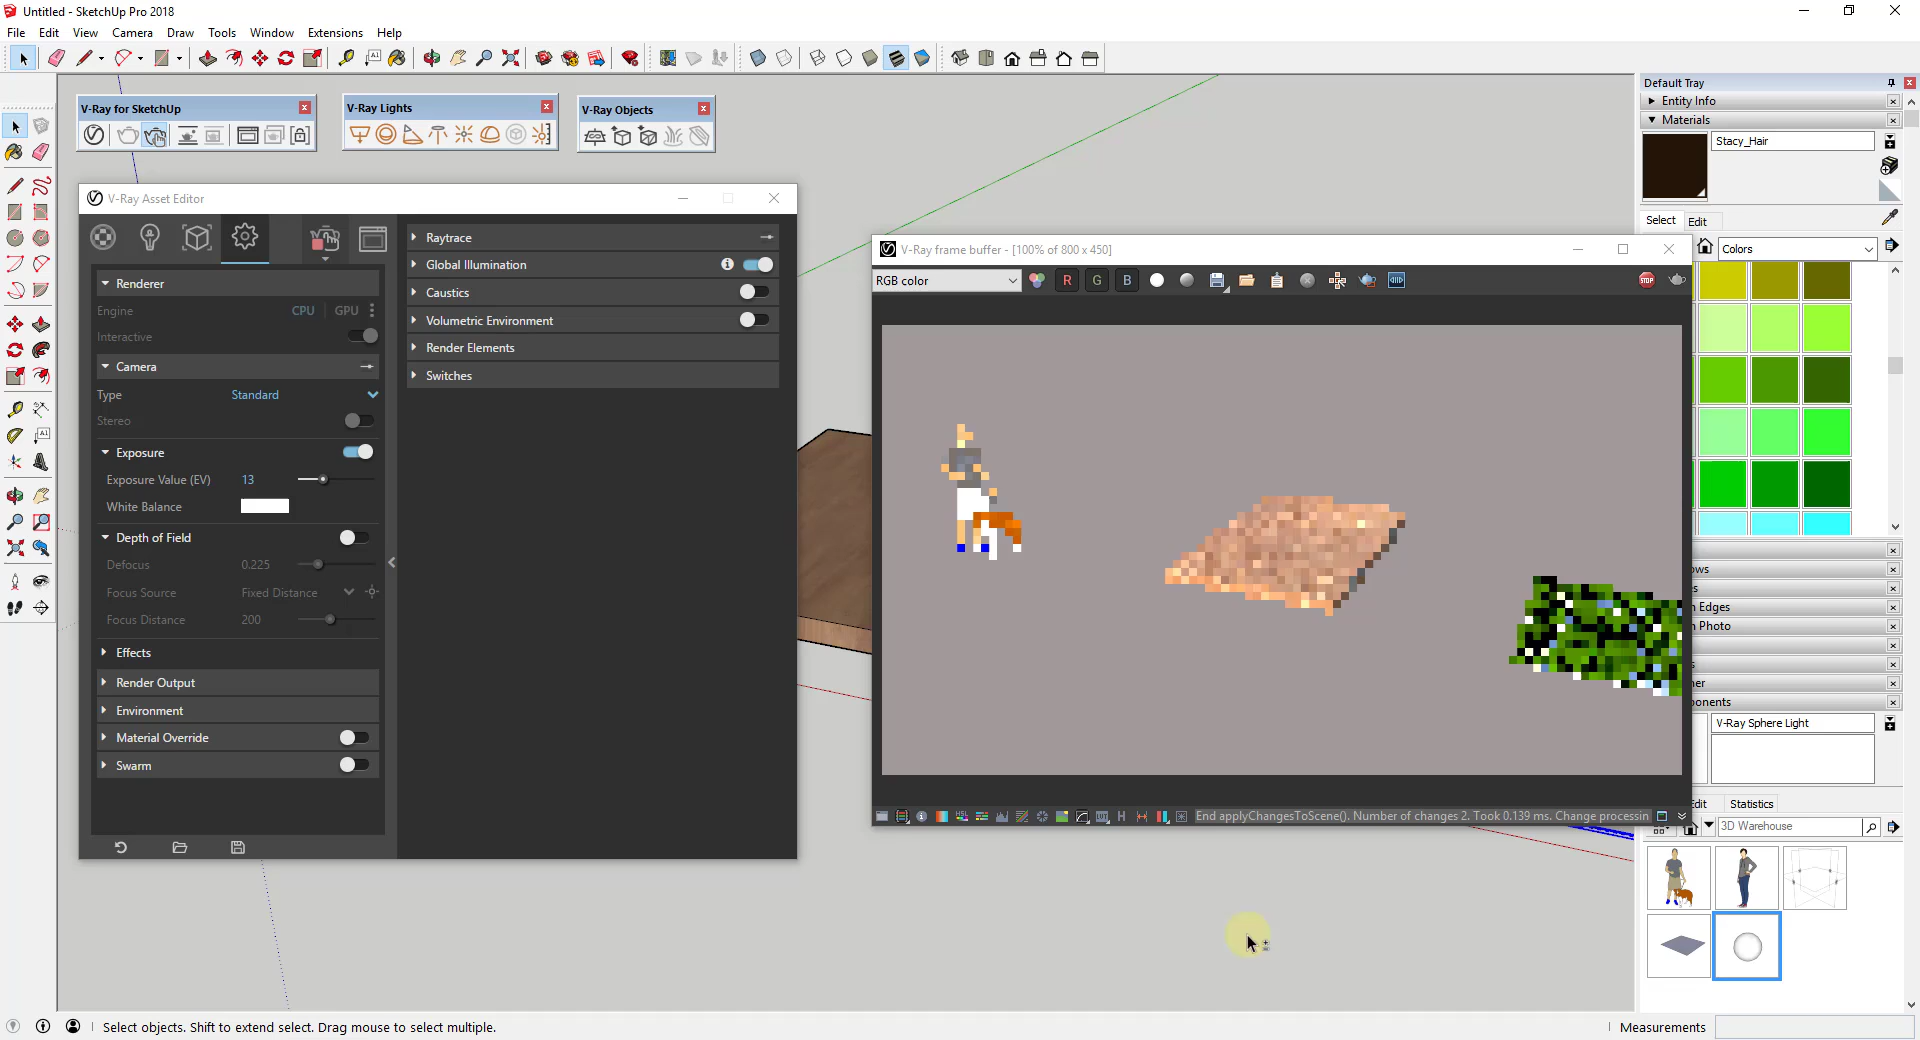 Untitled - SketchUp Pro 2018
File Edit View Camera Draw Tools Window Extensions Help
Default Tray
V-Ray for SketchUp
V-Ray Lights
V-Ray Objects
Entity Info
Materials
Stacy_Hair
V-Ray Asset Editor
Select Edit
Raytrace
Colors
V-Ray frame buffer - [100% of 800 x 450]
Global Illumination
Renderer
RGB color
R G B
STOP
Caustics
Engine CPU GPU
Volumetric Environment
Interactive
Render Elements
Camera
Switches
Type Standard
Stereo
Exposure
Exposure Value (EV) 13
White Balance
Depth of Field
Defocus 0.225
ows
Focus Source Fixed Distance
s
n Edges
Focus Distance 200
n Photo
Effects
s
Render Output
ner
onents
Environment
V-Ray Sphere Light
Material Override
Swarm
dit Statistics
End applyChangesToScene(). Number of changes 2. Took 0.139 ms. Change processin
3D Warehouse
Select objects. Shift to extend select. Drag mouse to select multiple.
Measurements